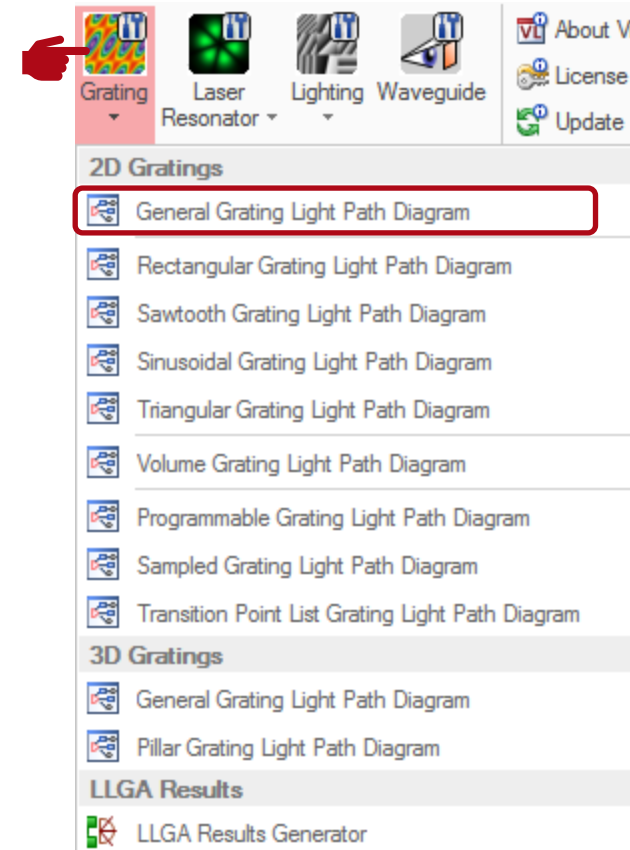 Grating
Laser
Resonator
Lighting
Waveguide
About V
License
Update
2D Gratings
General Grating Light Path Diagram
Rectangular Grating Light Path Diagram
Sawtooth Grating Light Path Diagram
Sinusoidal Grating Light Path Diagram
Triangular Grating Light Path Diagram
Volume Grating Light Path Diagram
Programmable Grating Light Path Diagram
Sampled Grating Light Path Diagram
Transition Point List Grating Light Path Diagram
3D Gratings
General Grating Light Path Diagram
Pillar Grating Light Path Diagram
LLGA Results
LLGA Results Generator